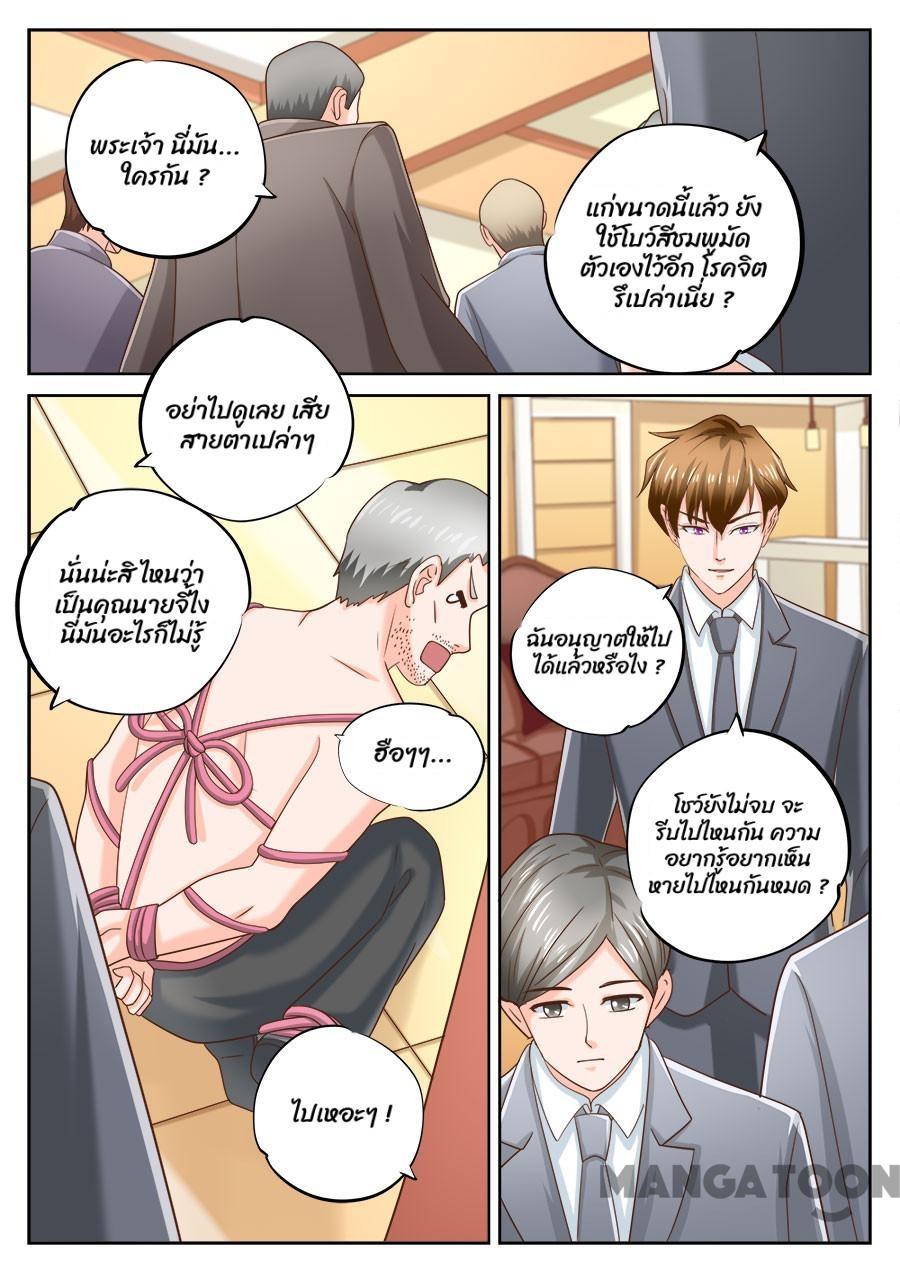 พระเจ้า นี่มัน...
ใครกัน ?
แก่ขนาดนี้แล้ว ยัง
ใช้โบว์สีชมพูมัด
ตัวเองไว้อีก โรคจิต
รึเปล่าเนี่ย ?
อย่าไปดูเลย เสีย
สายตาเปล่าๆ
นั่นน่ะสิ ไหนว่า
เป็นคุณนายจี้ไง
นี่มันอะไรก็ไม่รู้
ฮือๆๆ...
ไปเหอะๆ !
ฉันอนุญาตให้ไป
ได้แล้วหรือไง ?
โชว์ยังไม่จบ จะ
รีบไปไหนกัน ความ
อยากรู้อยากเห็น
หายไปไหนกันหมด ?
MANGATOON